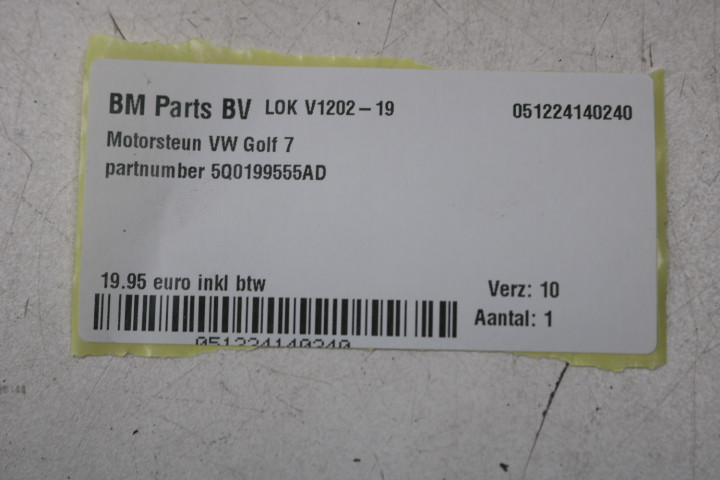 BM Parts BV LOK V1202-19 051224140240
Motorsteun VW Golf 7
partnumber 5Q0199555AD
19.95 euro inkl btw Verz: 10
Aantal: 1
051224140240